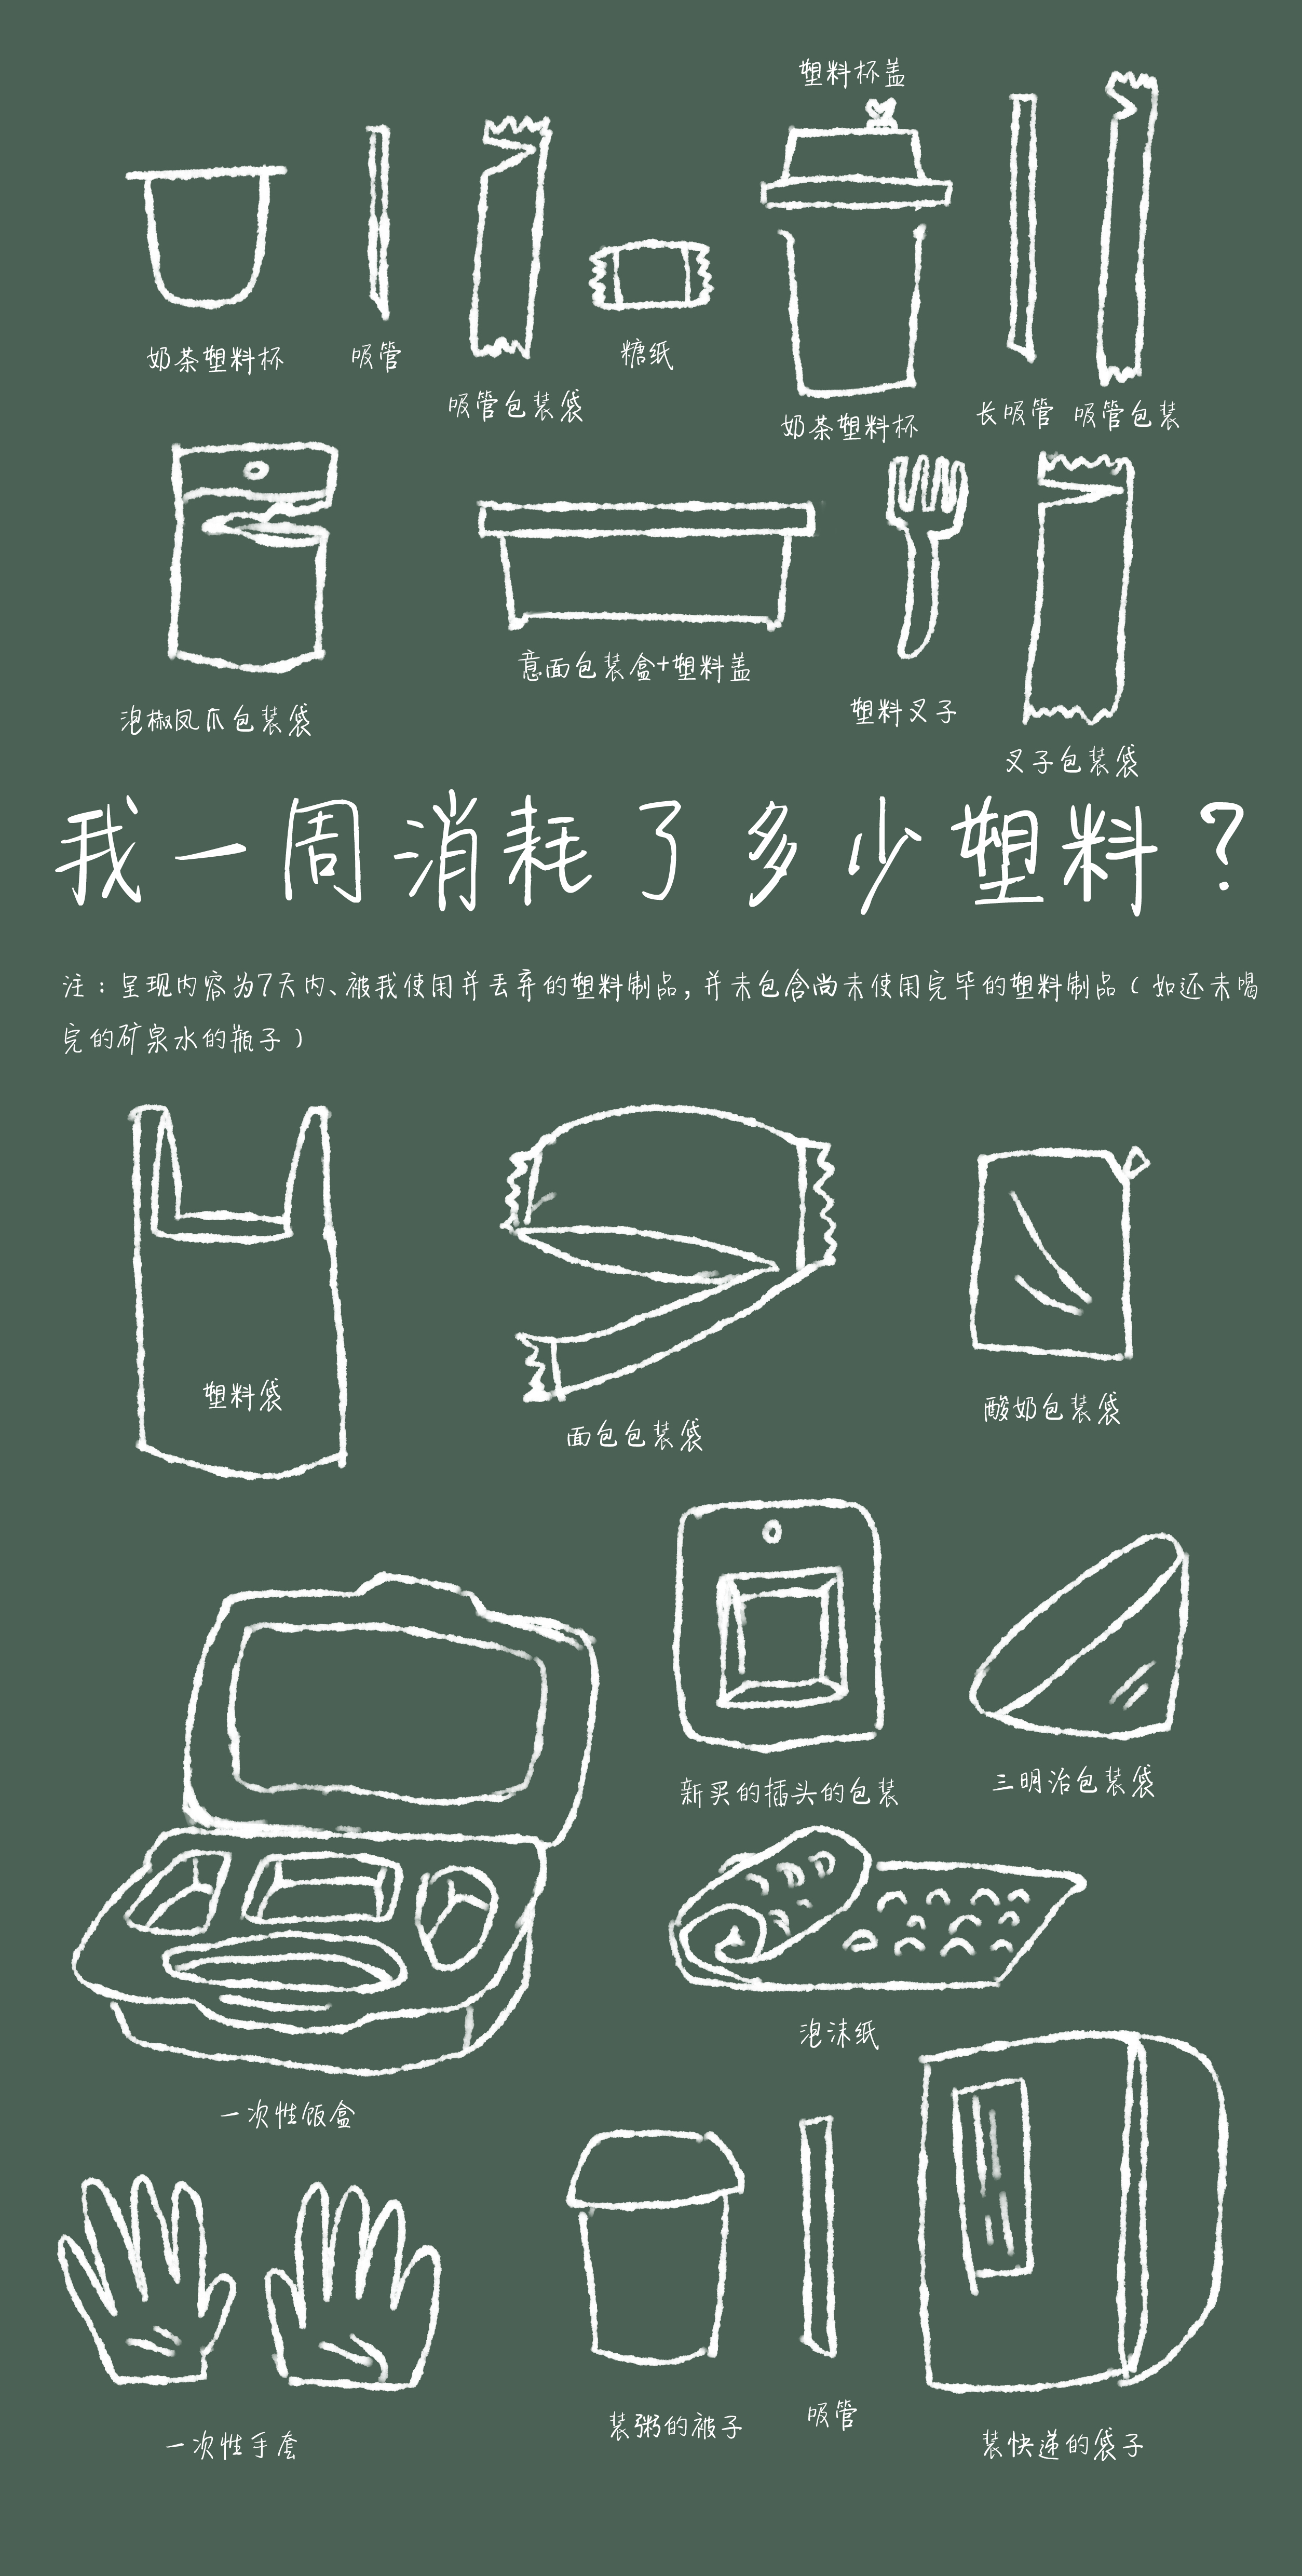 塑料杯盖
奶茶塑料杯
吸管
吸管包装袋
糖纸
奶茶塑料杯
长吸管
吸管包装
泡椒凤爪包装袋
意面包装盒+塑料盖
塑料叉子
叉子包装袋
我一周消耗了多少塑料？
注：呈现内容为7天内、被我使用并丢弃的塑料制品，并未包含尚未使用完毕的塑料制品（如还未喝
完的矿泉水的瓶子）
塑料袋
面包包装袋
酸奶包装袋
新买的插头的包装
三明治包装袋
泡沫纸
一次性饭盒
一次性手套
装粥的被子
吸管
装快递的袋子